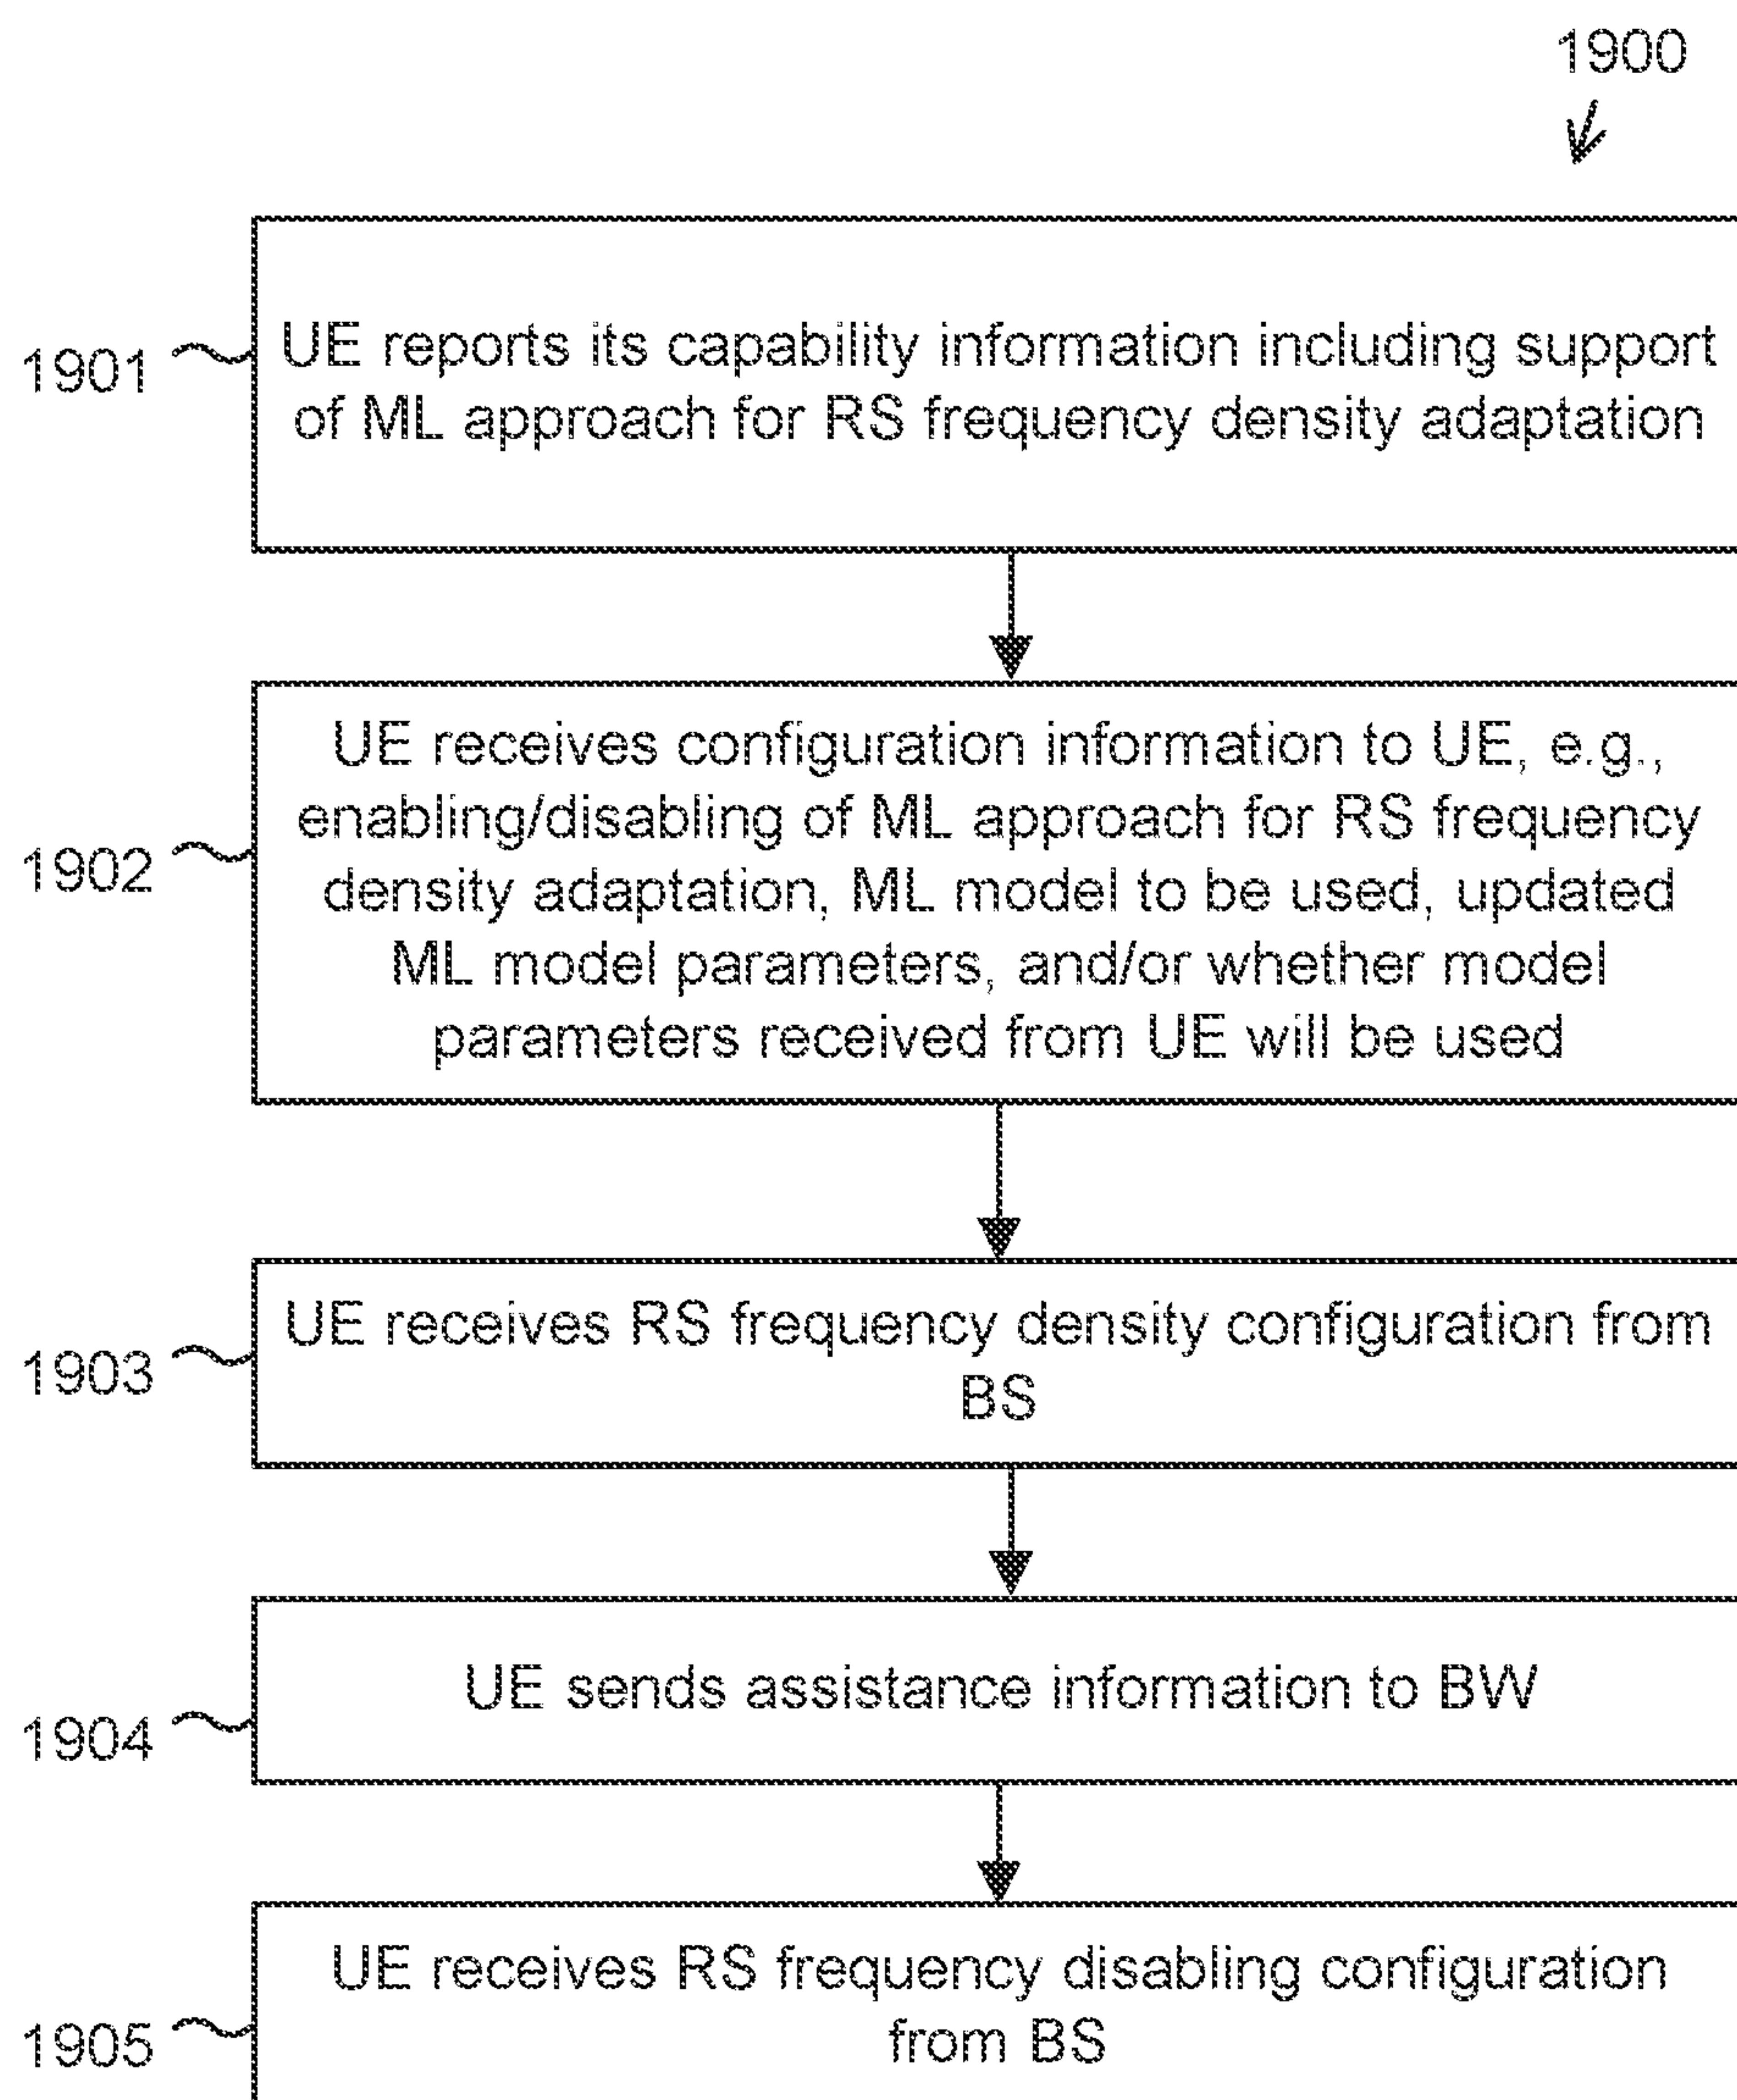 1900
1901
UE reports its capability information including support
of ML approach for RS frequency density adaptation
1902
UE receives configuration information to UE, e.g.,
enabling/disabling of ML approach for RS frequency
density adaptation, ML model to be used, updated
ML model parameters, and/or whether model
parameters received from UE will be used
1903
UE receives RS frequency density configuration from
BS
1904
UE sends assistance information to BW
1905
UE receives RS frequency disabling configuration
from BS